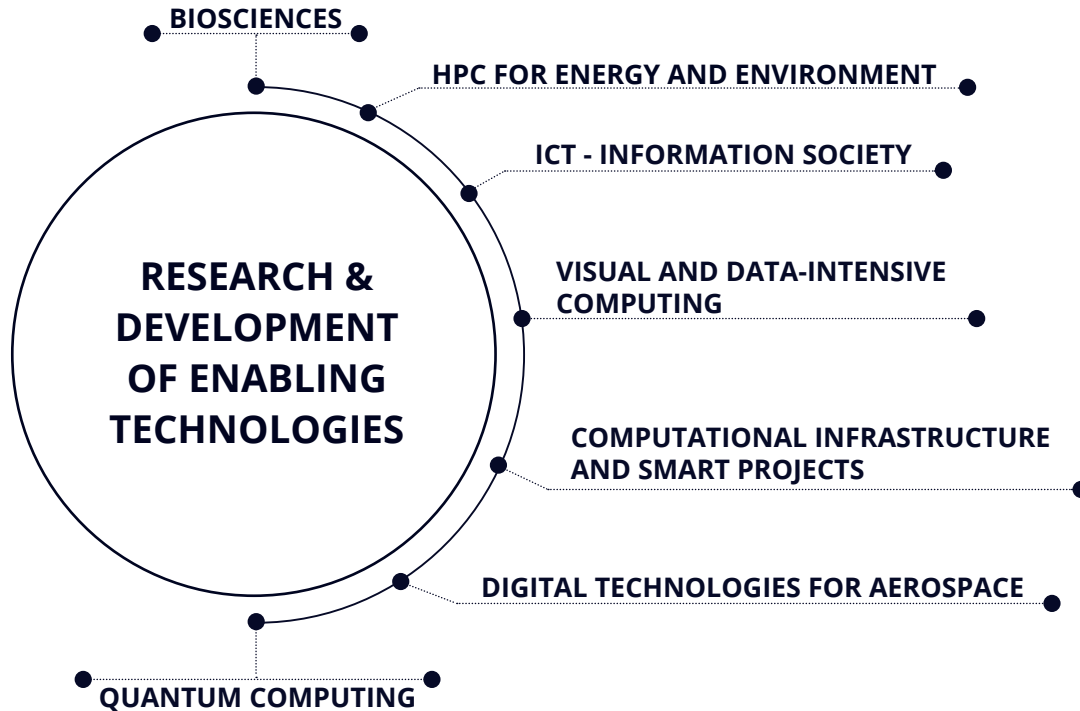 BIOSCIENCES
HPC FOR ENERGY AND ENVIRONMENT
ICT - INFORMATION SOCIETY
VISUAL AND DATA-INTENSIVE
COMPUTING
RESEARCH &
DEVELOPMENT
OF ENABLING
TECHNOLOGIES
COMPUTATIONAL INFRASTRUCTURE
AND SMART PROJECTS
DIGITAL TECHNOLOGIES FOR AEROSPACE
QUANTUM COMPUTING